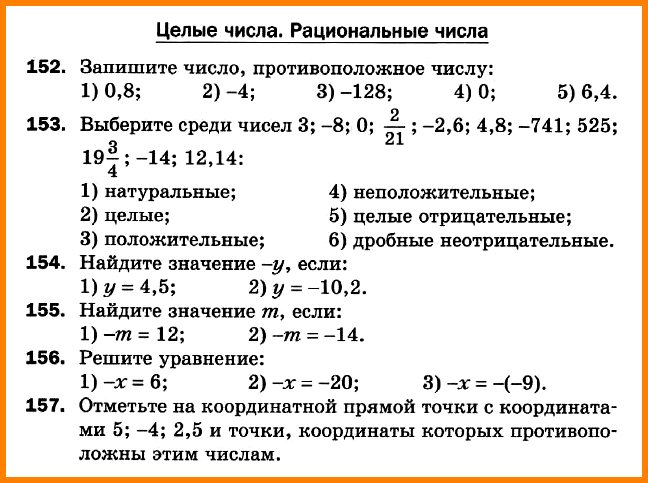 Целые числа. Рациональные числа
152. Запишите число, противоположное числу:
1) 0,8; 2) –4; 3) –128; 4) 0; 5) 6,4.
153. Выберите среди чисел 3; –8; 0; 2/21; –2,6; 4,8; –741; 525;
19 3/4; –14; 12,14:
1) натуральные; 4) неположительные;
2) целые; 5) целые отрицательные;
3) положительные; 6) дробные неотрицательные.
154. Найдите значение –y, если:
1) y = 4,5; 2) y = –10,2.
155. Найдите значение m, если:
1) –m = 12; 2) –m = –14.
156. Решите уравнение:
1) –x = 6; 2) –x = –20; 3) –x = –(–9).
157. Отметьте на координатной прямой точки с координата-
ми 5; –4; 2,5 и точки, координаты которых противопо-
ложны этим числам.